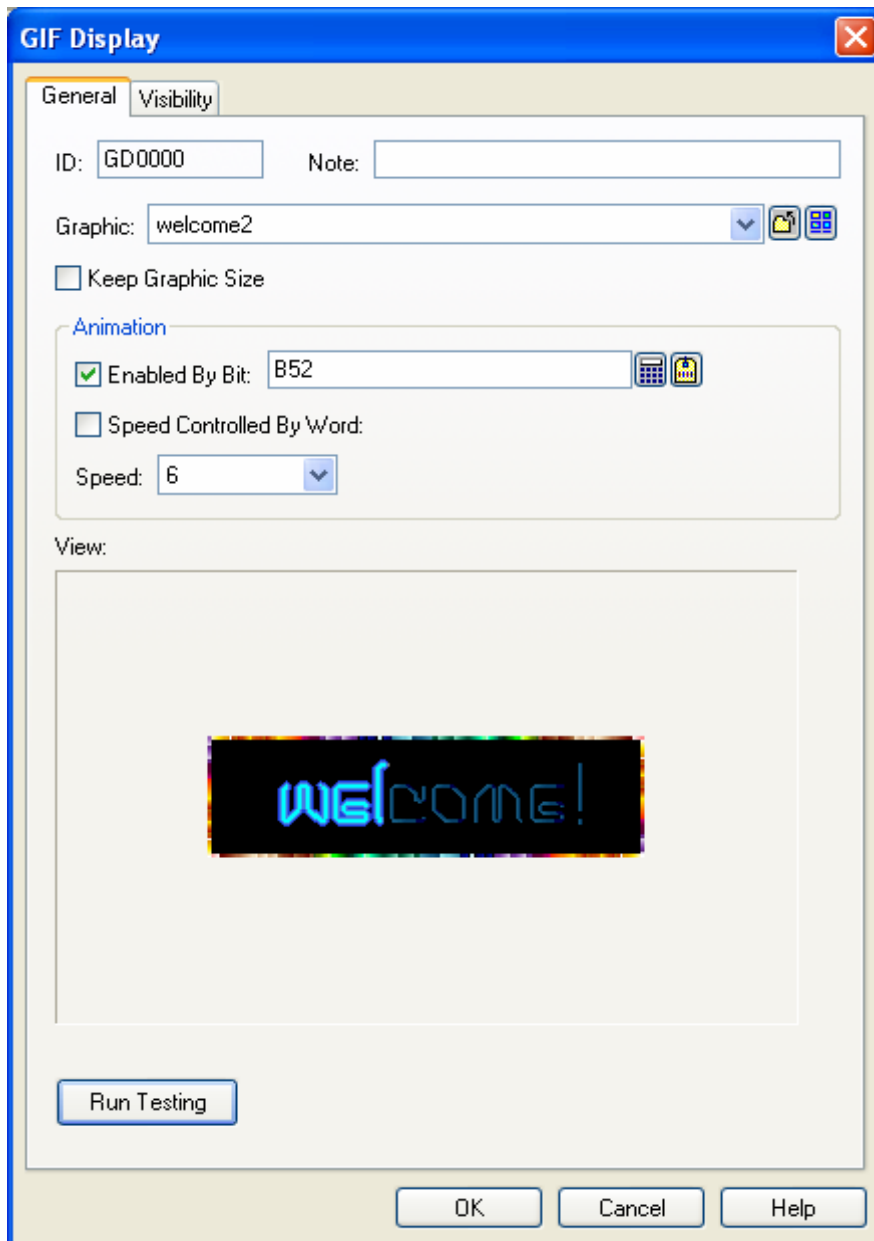 GIF Display
General Visibility
ID: GD0000 Note:
Graphic: welcome2
Keep Graphic Size
Animation
Enabled By Bit: B52
Speed Controlled By Word:
Speed: 6
View:
welcome!
Run Testing
OK Cancel Help